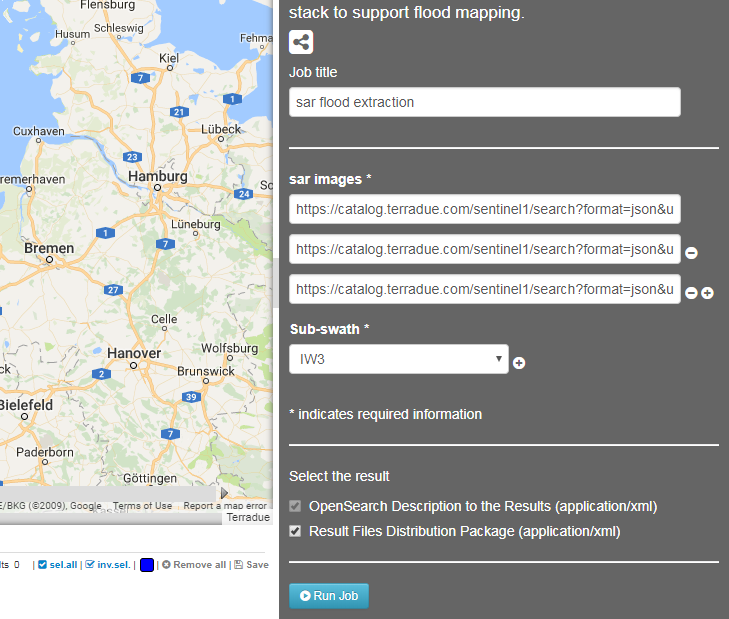 Flensburg
Husum
Schleswig
Fehma
Kiel
7
1
21
Lübeck
Cuxhaven
23
remerhaven
Hamburg
24
Sc
Lüneburg
1
7
Bremen
27
Celle
Hanover
Wolfsburg
ck
2
Brunswick
39
Bielefeld
7
Paderborn
Göttingen
E/BKG (©2009), Google
Terms of Use
Report a map error
Kassel
Terradue
lts 0 | sel.all | inv.sel. | | Remove all | Save
stack to support flood mapping.
Job title
sar flood extraction
sar images *
https://catalog.terradue.com/sentinel1/search?format=json&u
https://catalog.terradue.com/sentinel1/search?format=json&u
https://catalog.terradue.com/sentinel1/search?format=json&u
Sub-swath *
IW3
* indicates required information
Select the result
OpenSearch Description to the Results (application/xml)
Result Files Distribution Package (application/xml)
Run Job